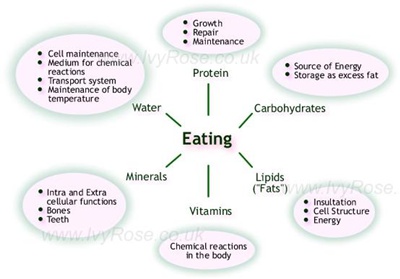 Growth
Repair
Maintenance
Protein
Cell maintenance
Medium for chemical
reactions
Transport system
Maintenance of body
temperature
Water
Source of Energy
Storage as excess fat
Carbohydrates
Eating
Minerals
Intra and Extra
cellular functions
Bones
Teeth
Lipids
("Fats")
Insultation
Cell Structure
Energy
Vitamins
Chemical reactions
in the body
www.IvyRose.co.uk
www.IvyRose.co.uk
www.IvyRose.